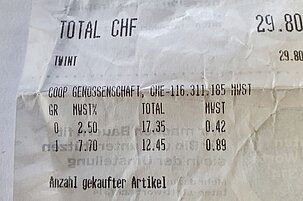 TOTAL CHF 29.80
TWINT 29.80
COOP GENOSSENSCHAFT, CHE-116.311.185 MWST
GR MWST% TOTAL MWST
0 2.50 17.35 0.42
1 7.70 12.45 0.89
Anzahl gekaufter Artikel